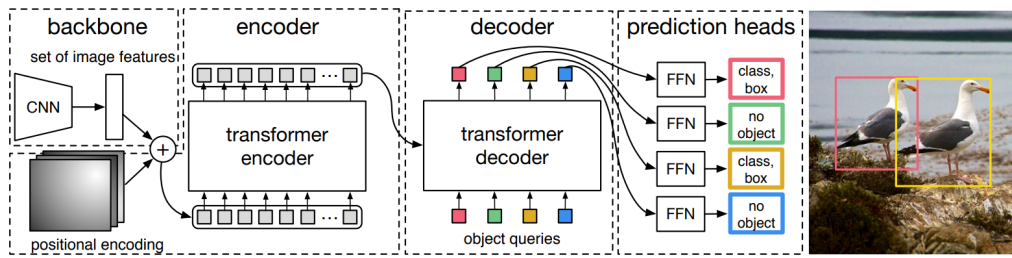 backbone
set of image features
CNN
+
positional encoding
encoder
...
transformer
encoder
...
decoder
transformer
decoder
object queries
prediction heads
FFN
class,
box
FFN
no
object
FFN
class,
box
FFN
no
object